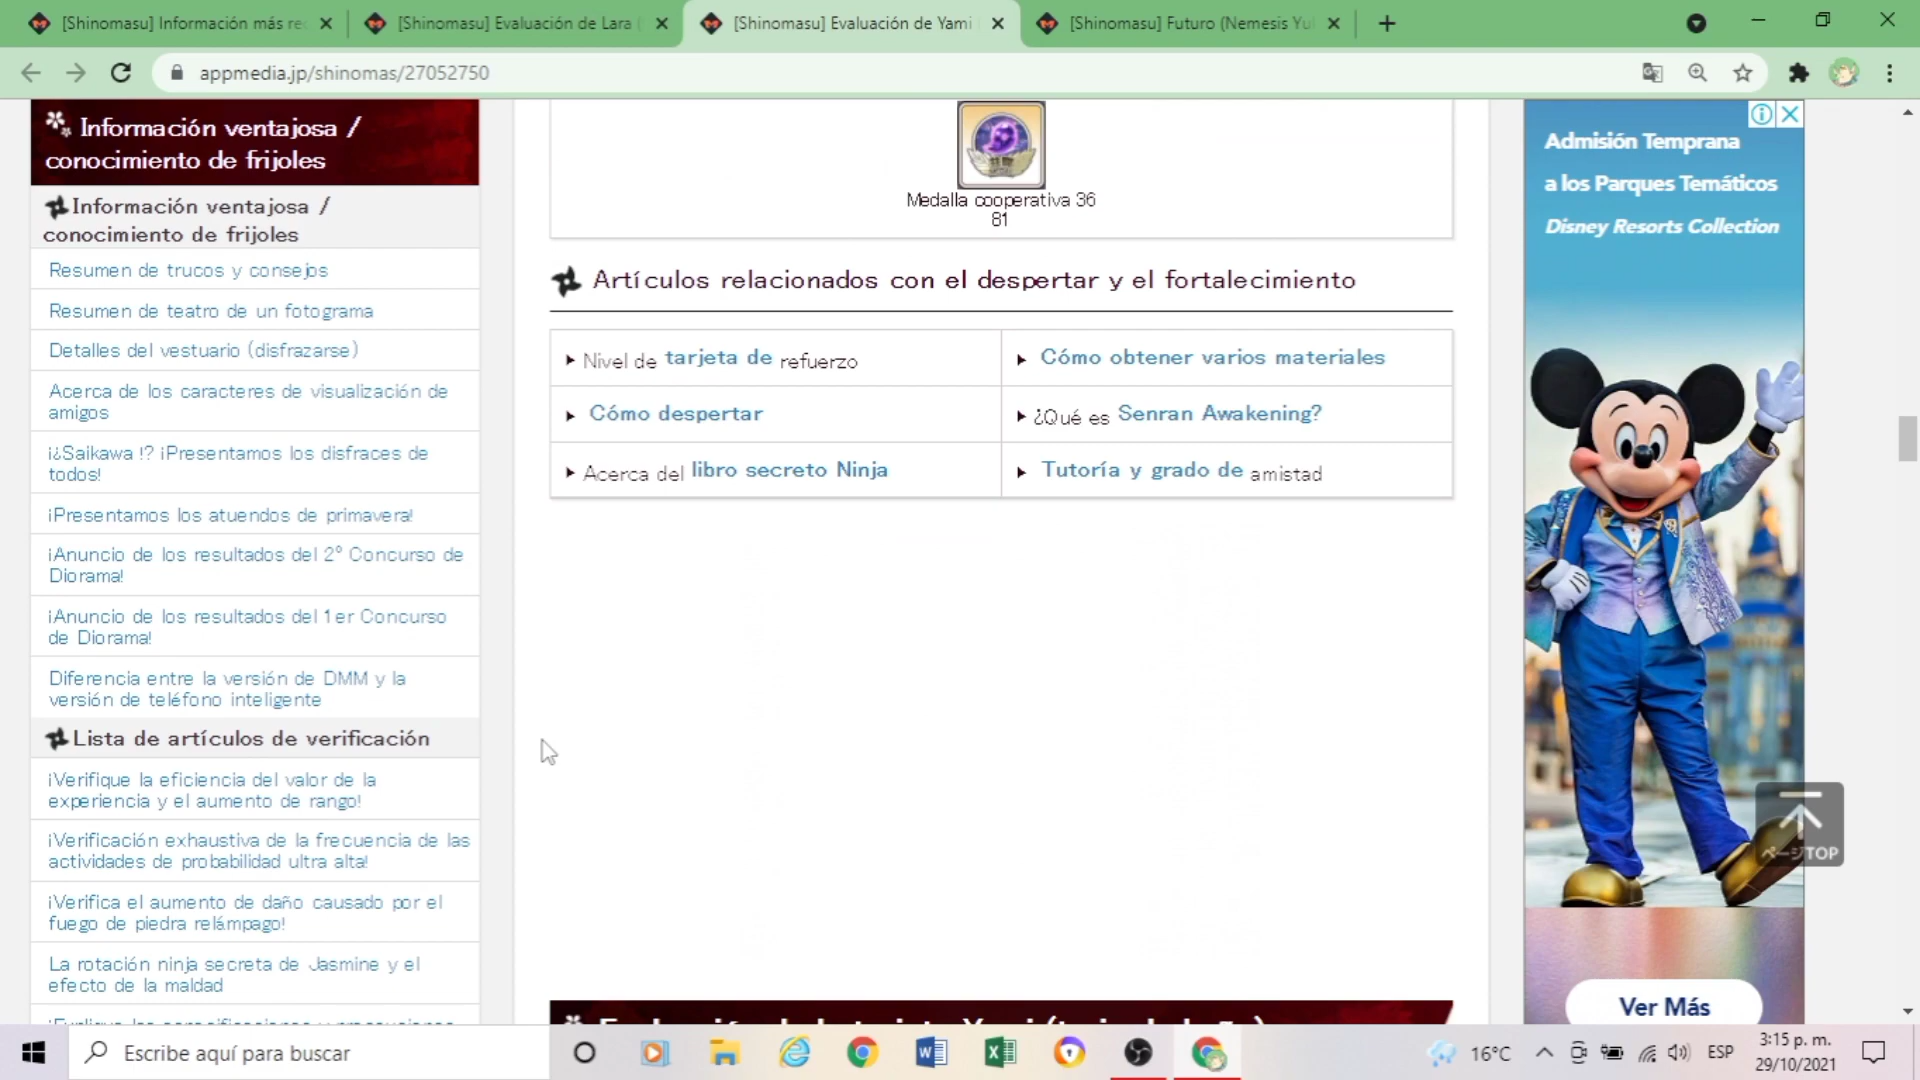 [Shinomasu] Información más re
[Shinomasu] Evaluación de Lara
[Shinomasu] Evaluación de Yami
[Shinomasu] Futuro (Nemesis Yu
appmedia.jp/shinomas/27052750
Información ventajosa /
conocimiento de frijoles
Información ventajosa /
conocimiento de frijoles
Resumen de trucos y consejos
Resumen de teatro de un fotograma
Detalles del vestuario (disfrazarse)
Acerca de los caracteres de visualización de
amigos
¡¿Saikawa !? ¡Presentamos los disfraces de
todos!
¡Presentamos los atuendos de primavera!
¡Anuncio de los resultados del 2º Concurso de
Diorama!
¡Anuncio de los resultados del 1er Concurso
de Diorama!
Diferencia entre la versión de DMM y la
versión de teléfono inteligente
Lista de artículos de verificación
¡Verifique la eficiencia del valor de la
experiencia y el aumento de rango!
¡Verificación exhaustiva de la frecuencia de las
actividades de probabilidad ultra alta!
¡Verifica el aumento de daño causado por el
fuego de piedra relámpago!
La rotación ninja secreta de Jasmine y el
efecto de la maldad
Medalla cooperativa 36
81
Artículos relacionados con el despertar y el fortalecimiento
Nivel de tarjeta de refuerzo
Cómo obtener varios materiales
Cómo despertar
¿Qué es Senran Awakening?
Acerca del libro secreto Ninja
Tutoría y grado de amistad
Admisión Temprana
a los Parques Temáticos
Disney Resorts Collection
ページTOP
Ver Más
Escribe aquí para buscar
16°C
ESP
3:15 p. m.
29/10/2021